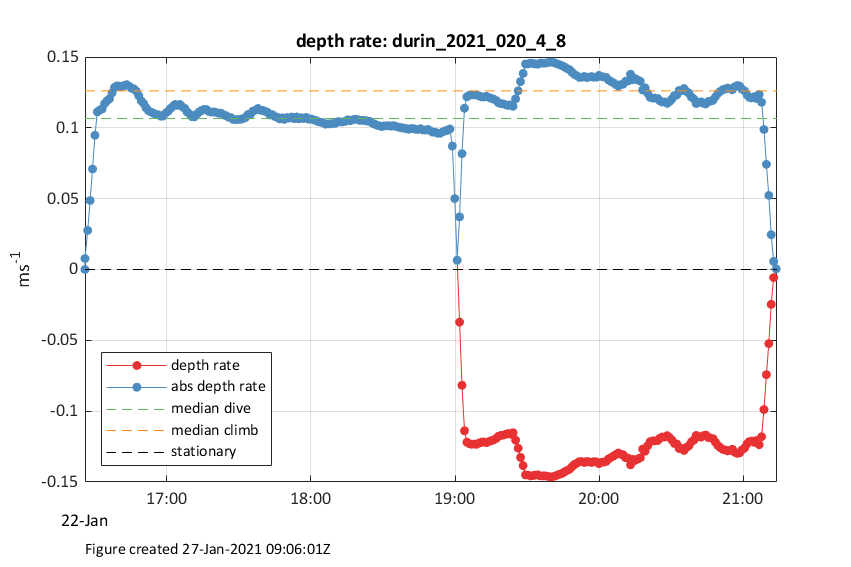 depth rate: durin_2021_020_4_8
0.15
0.1
0.05
0
-0.05
-0.1
-0.15
ms-1
depth rate
abs depth rate
median dive
median climb
stationary
17:00 18:00 19:00 20:00 21:00
22-Jan
Figure created 27-Jan-2021 09:06:01Z